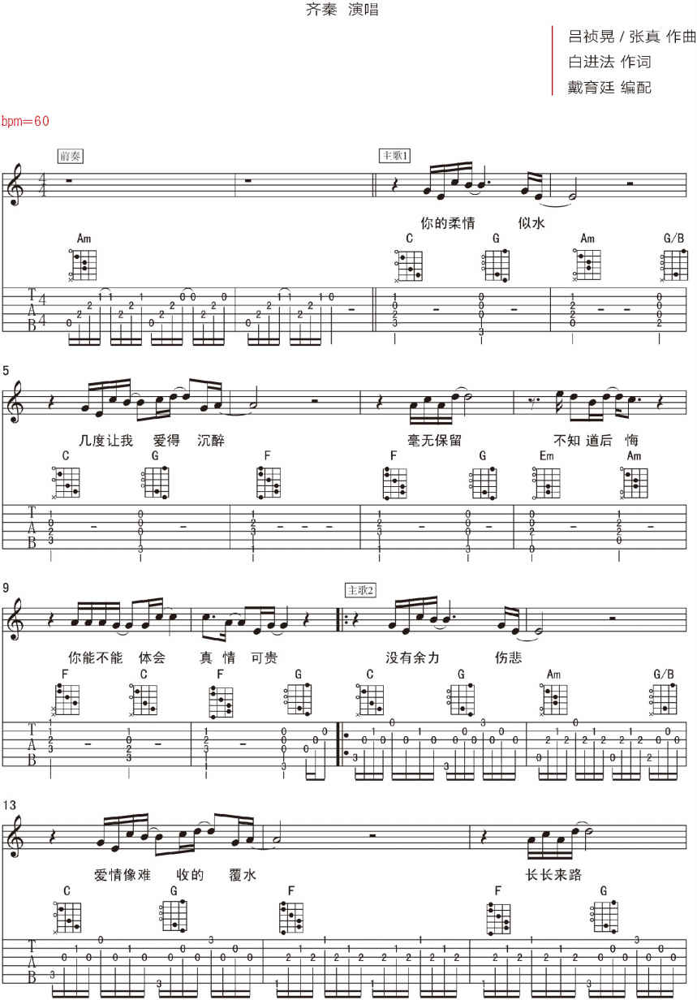 齐秦 演唱
吕祯晃 / 张真 作曲
白进法 作词
戴育廷 编配
bpm=60
前奏 主歌1
你的柔情 似水
Am C G Am G/B
5
几度让我 爱得 沉醉 毫无保留 不知 道后 悔
C G F F G Em Am
9
主歌2
你能不能 体会 真 情 可贵 没有余力 伤悲
F C F G C G Am G/B
13
爱情像难 收的 覆水 长长来路
C G F F G